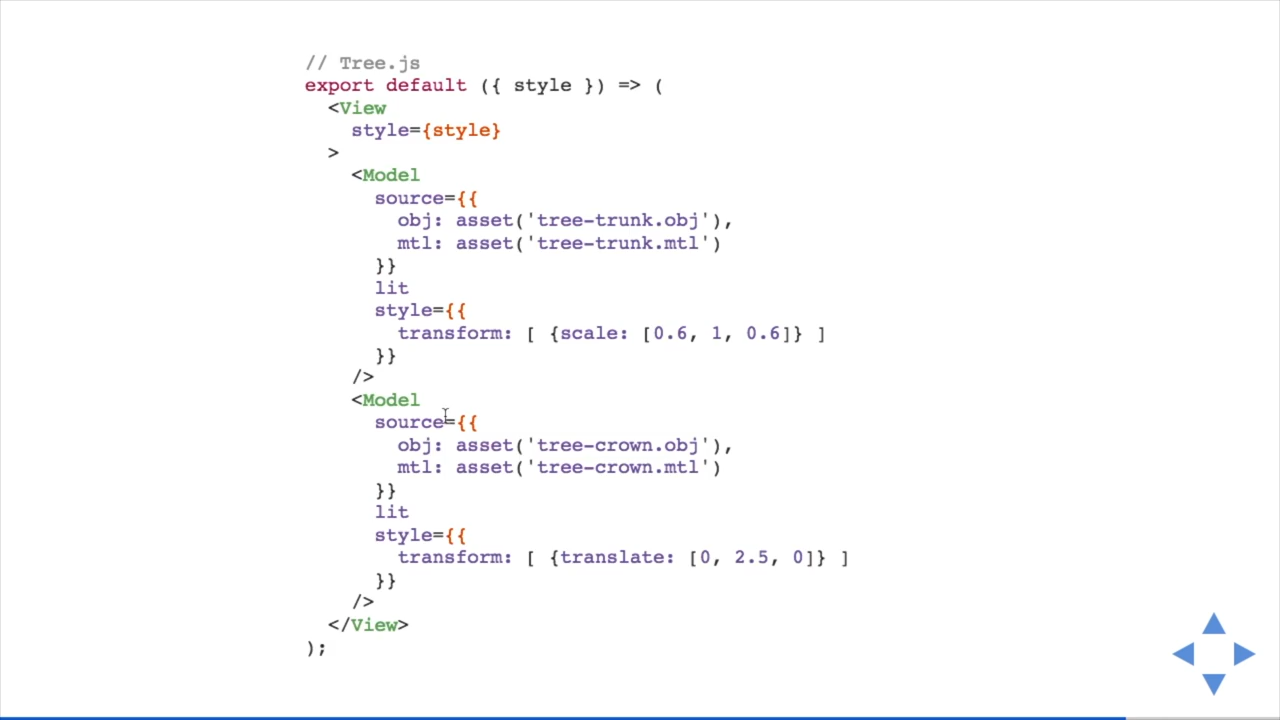 // Tree.js
export default ({ style }) => (
  <View
    style={style}
  >
    <Model
      source={{
        obj: asset('tree-trunk.obj'),
        mtl: asset('tree-trunk.mtl')
      }}
      lit
      style={{
        transform: [ {scale: [0.6, 1, 0.6]} ]
      }}
    />
    <Model
      source={{
        obj: asset('tree-crown.obj'),
        mtl: asset('tree-crown.mtl')
      }}
      lit
      style={{
        transform: [ {translate: [0, 2.5, 0]} ]
      }}
    />
  </View>
);